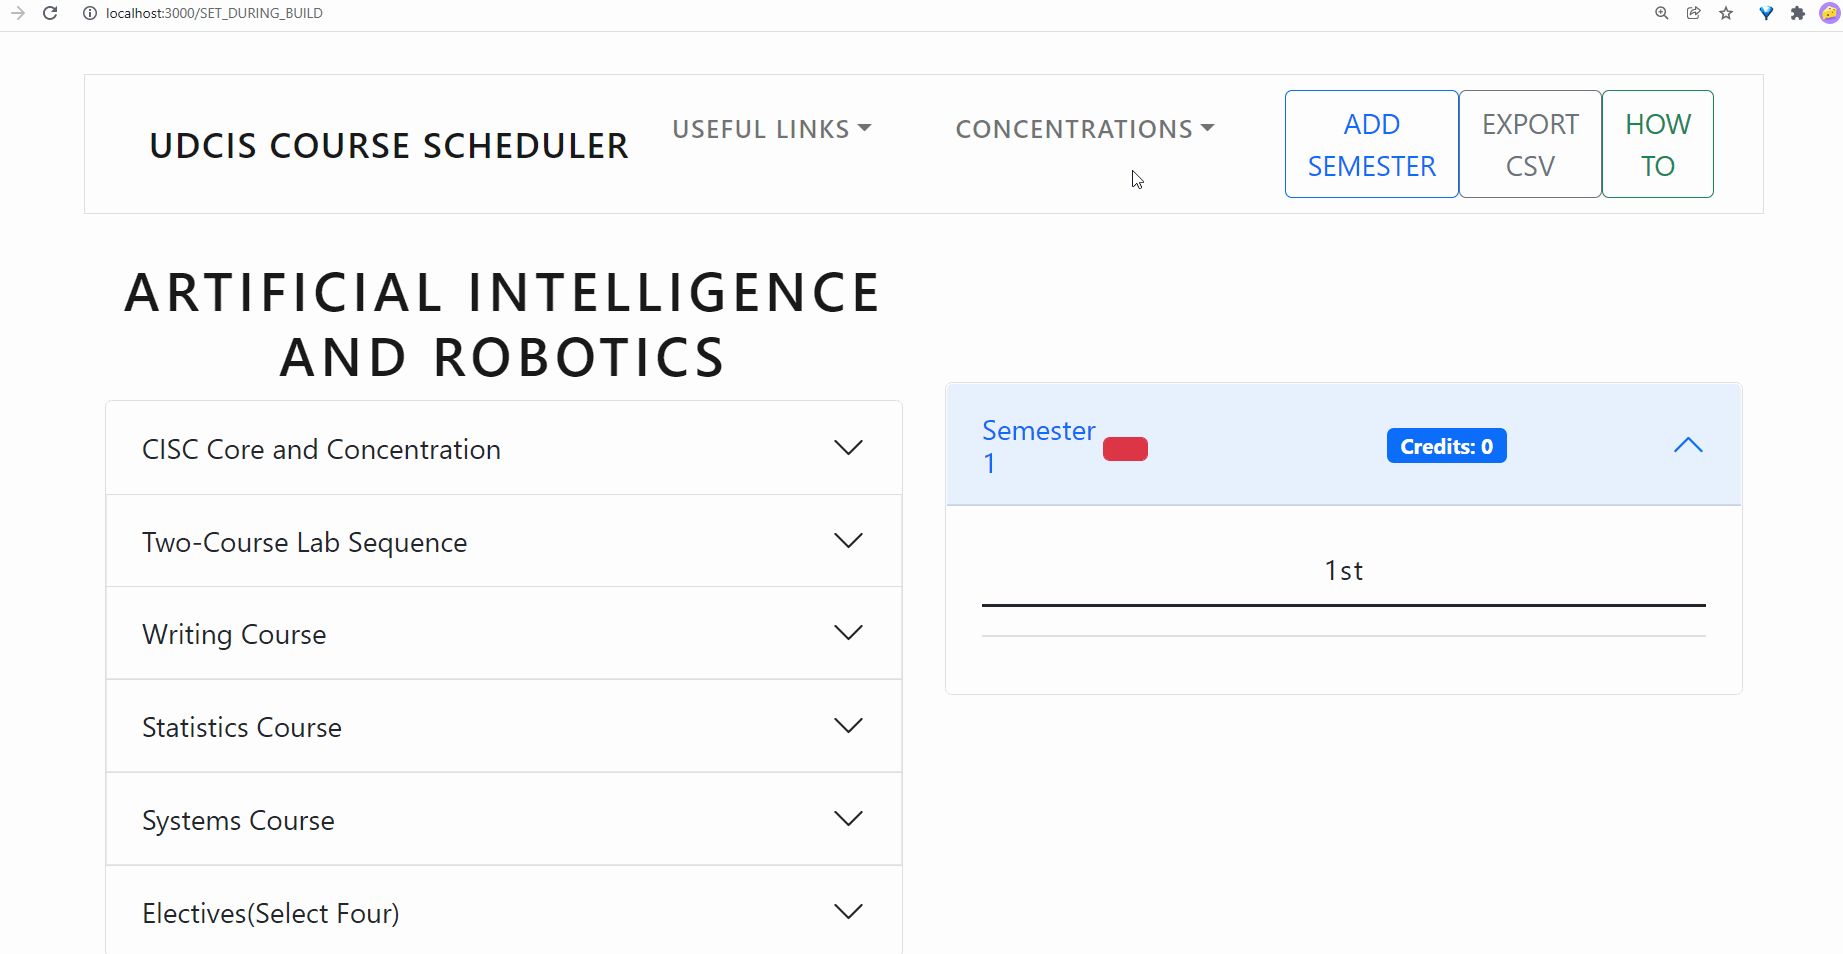 localhost:3000/SET_DURING_BUILD
UDCIS COURSE SCHEDULER
USEFUL LINKS
CONCENTRATIONS
ADD
SEMESTER
EXPORT
CSV
HOW
TO
ARTIFICIAL INTELLIGENCE
AND ROBOTICS
CISC Core and Concentration
Two-Course Lab Sequence
Writing Course
Statistics Course
Systems Course
Electives(Select Four)
Semester
1
Credits: 0
1st